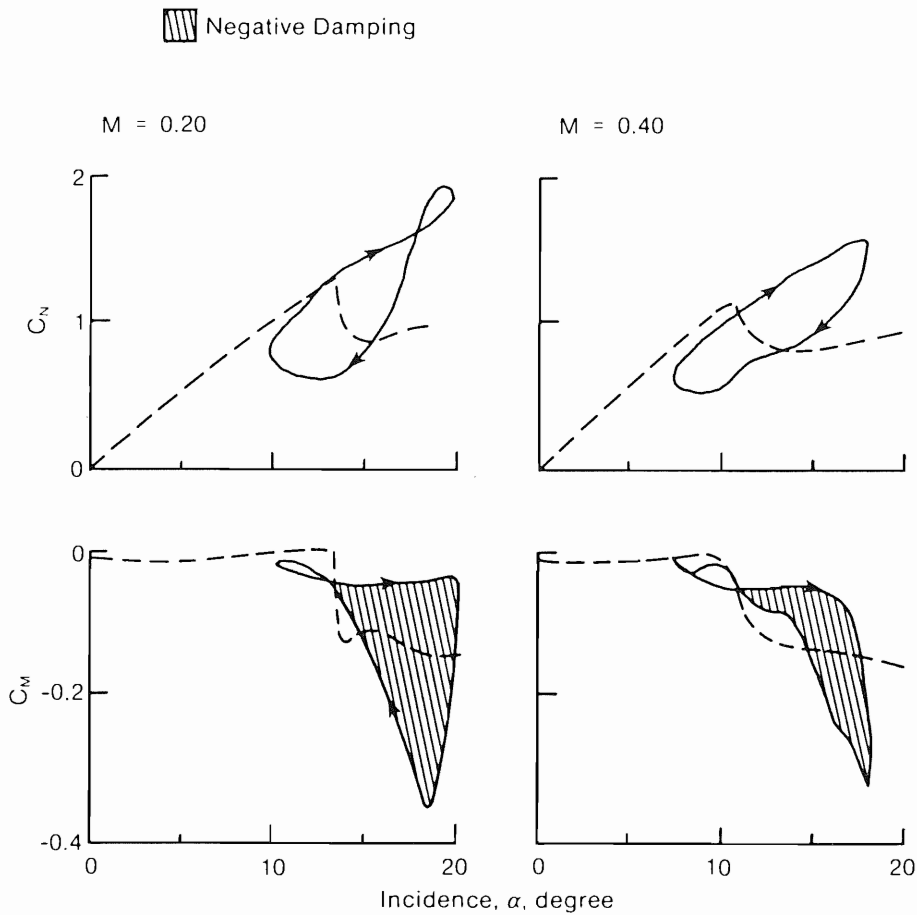 Negative Damping
M = 0.20
M = 0.40
2
1
0
C_N
0
-0.2
-0.4
C_M
0
10
20
0
10
20
Incidence, α, degree